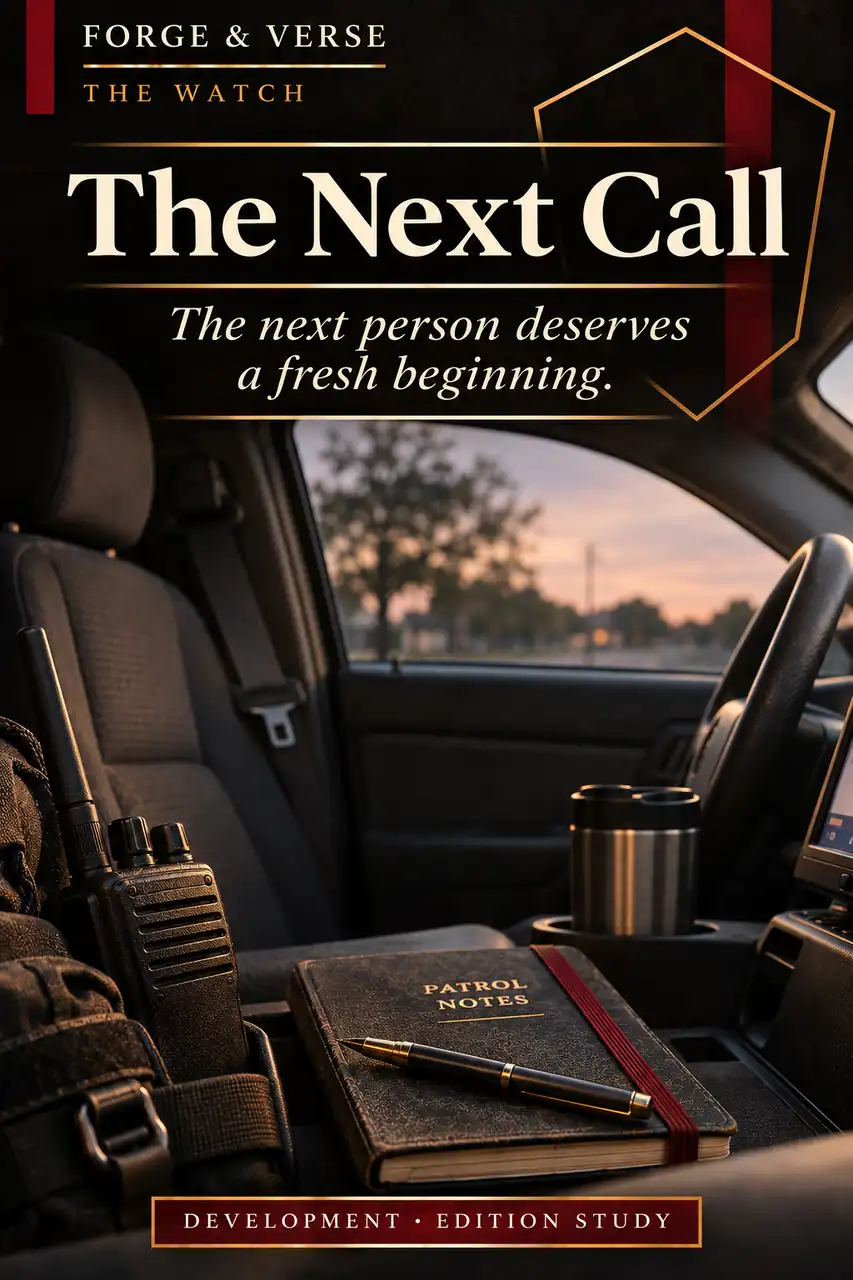 FORGE & VERSE
THE WATCH
The Next Call
The next person deserves
a fresh beginning.
PATROL
NOTES
DEVELOPMENT · EDITION STUDY